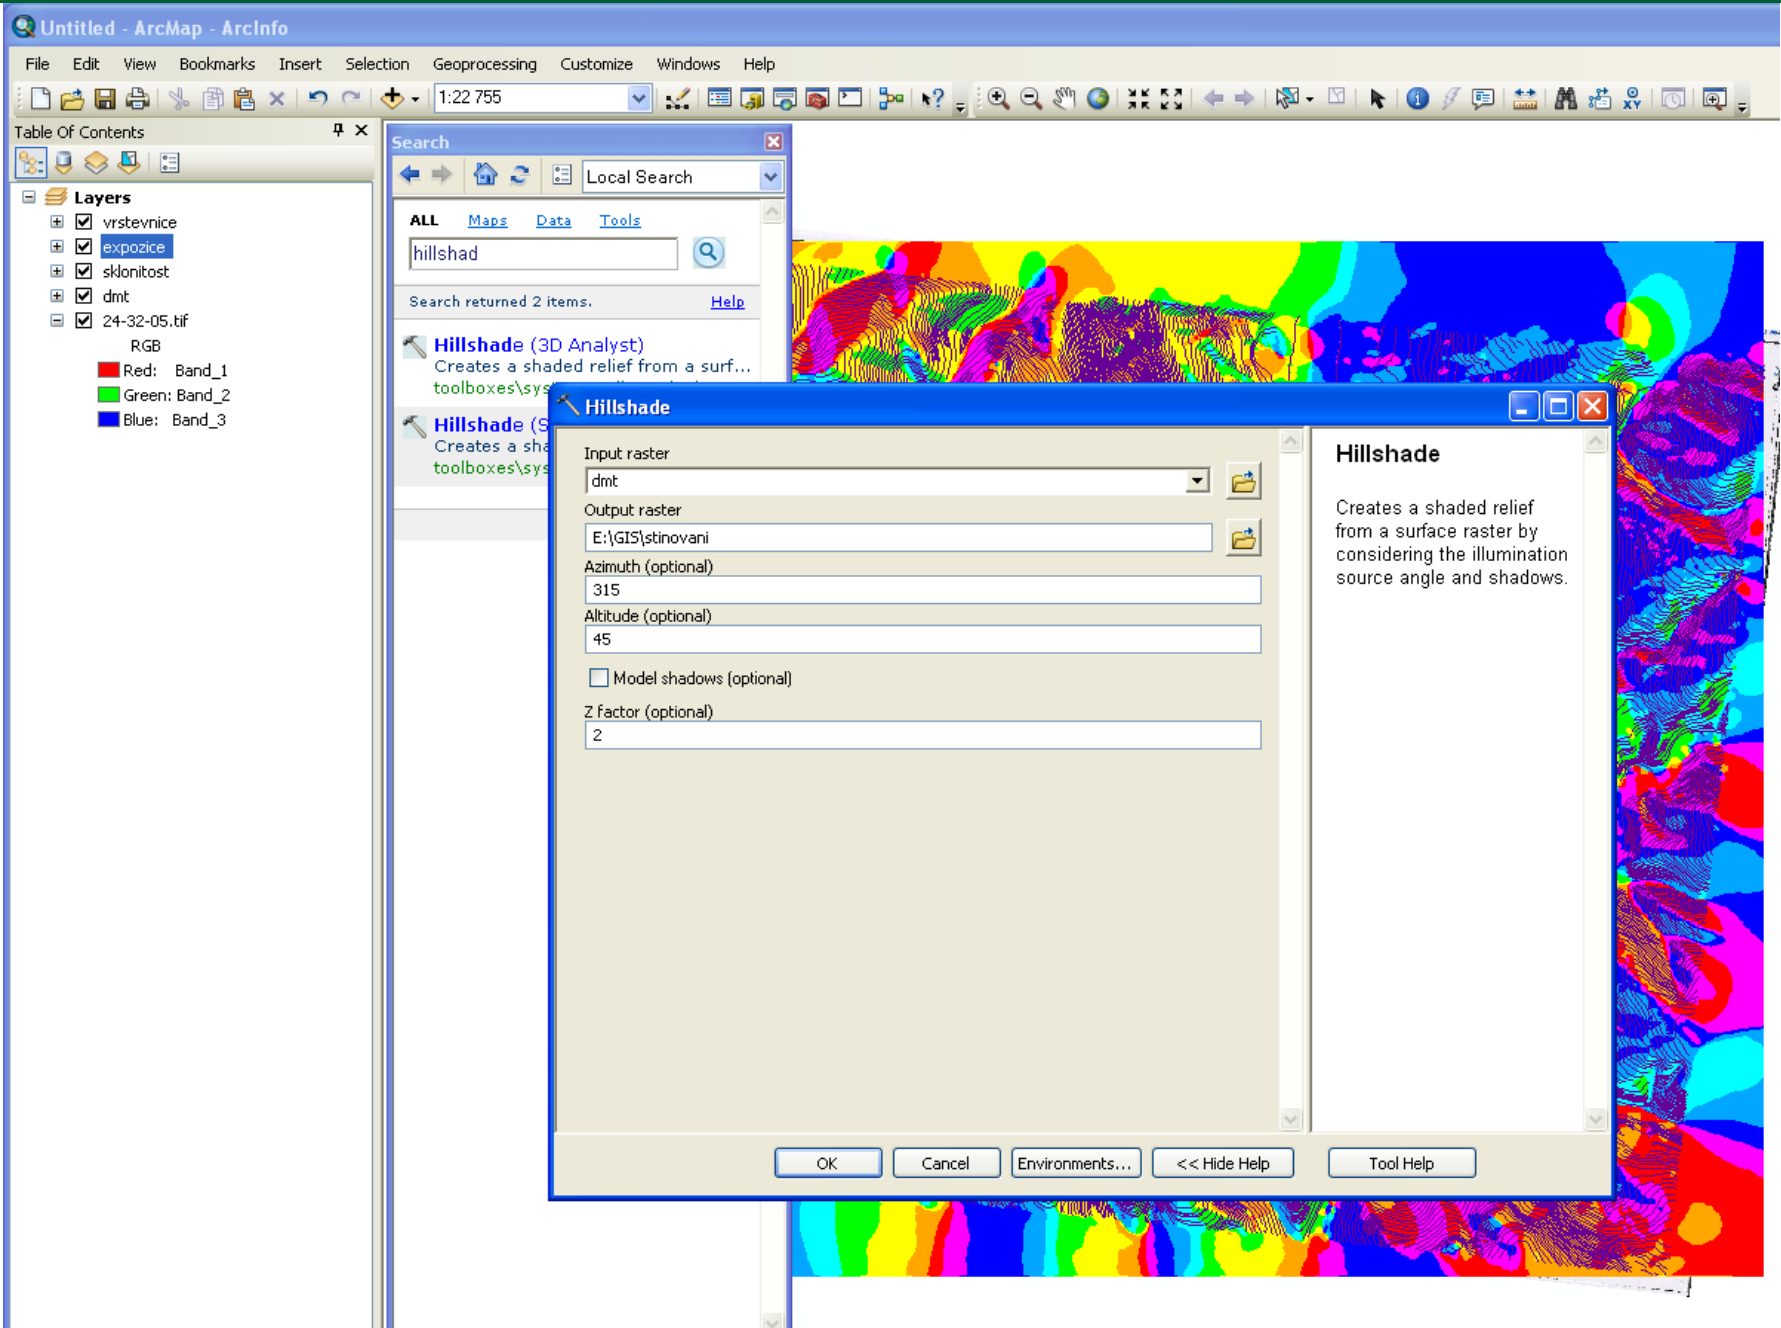 Untitled - ArcMap - ArcInfo
File Edit View Bookmarks Insert Selection Geoprocessing Customize Windows Help
1:22 755
Table Of Contents
Layers
vrstevnice
expozice
sklonitost
dmt
24-32-05.tif
RGB
Red: Band_1
Green: Band_2
Blue: Band_3
Search
Local Search
ALL Maps Data Tools
hillshad
Search returned 2 items. Help
Hillshade (3D Analyst)
Creates a shaded relief from a surf...
toolboxes\sys
Hillshade (S
Creates a sha
toolboxes\sys
Hillshade
Input raster
dmt
Output raster
E:\GIS\stinovani
Azimuth (optional)
315
Altitude (optional)
45
Model shadows (optional)
Z factor (optional)
2
Hillshade
Creates a shaded relief
from a surface raster by
considering the illumination
source angle and shadows.
OK Cancel Environments... << Hide Help Tool Help